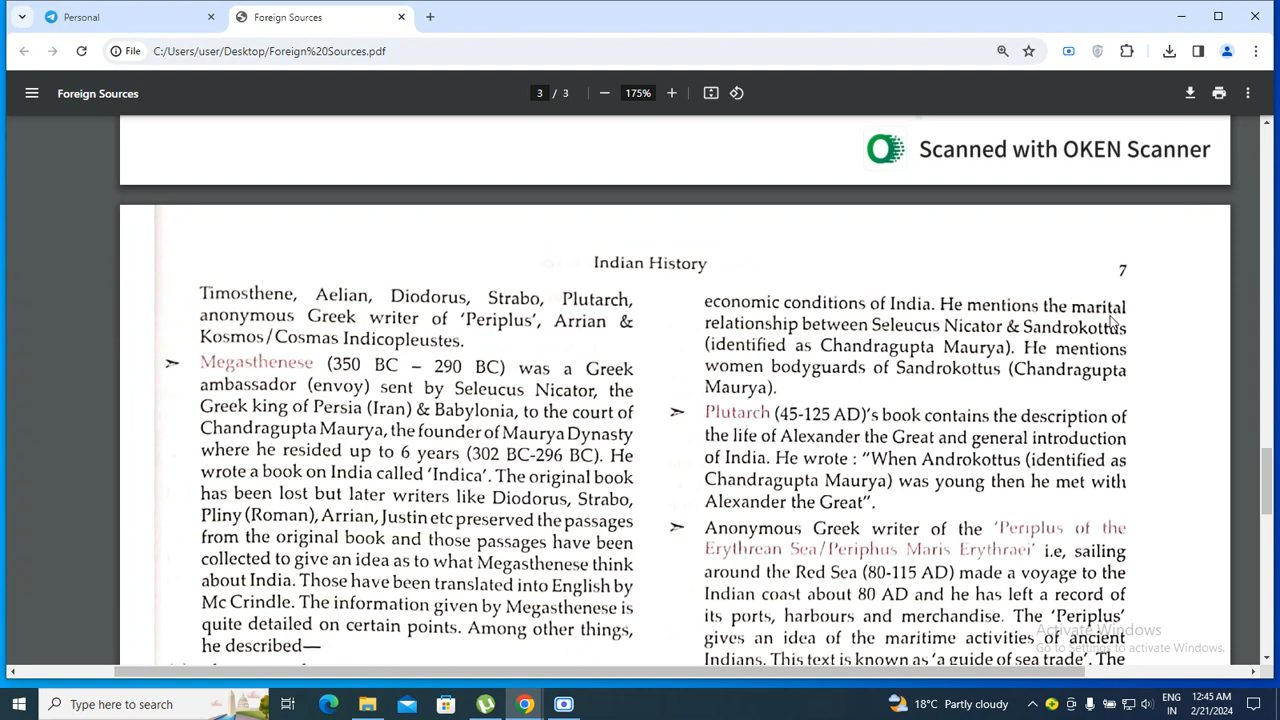 Personal
Foreign Sources
File
C:/Users/user/Desktop/Foreign%20Sources.pdf
Foreign Sources
3 / 3
175%
Scanned with OKEN Scanner
Indian History
7
Timosthene, Aelian, Diodorus, Strabo, Plutarch,
anonymous Greek writer of 'Periplus', Arrian &
Kosmos/Cosmas Indicopleustes.
➢ Megasthenese (350 BC – 290 BC) was a Greek
ambassador (envoy) sent by Seleucus Nicator, the
Greek king of Persia (Iran) & Babylonia, to the court of
Chandragupta Maurya, the founder of Maurya Dynasty
where he resided up to 6 years (302 BC-296 BC). He
wrote a book on India called 'Indica'. The original book
has been lost but later writers like Diodorus, Strabo,
Pliny (Roman), Arrian, Justin etc preserved the passages
from the original book and those passages have been
collected to give an idea as to what Megasthenese think
about India. Those have been translated into English by
Mc Crindle. The information given by Megasthenese is
quite detailed on certain points. Among other things,
he described—
economic conditions of India. He mentions the marital
relationship between Seleucus Nicator & Sandrokottus
(identified as Chandragupta Maurya). He mentions
women bodyguards of Sandrokottus (Chandragupta
Maurya).
➢ Plutarch (45-125 AD)'s book contains the description of
the life of Alexander the Great and general introduction
of India. He wrote : "When Androkottus (identified as
Chandragupta Maurya) was young then he met with
Alexander the Great".
➢ Anonymous Greek writer of the 'Periplus of the
Erythrean Sea/Periphus Maris Erythraei' i.e, sailing
around the Red Sea (80-115 AD) made a voyage to the
Indian coast about 80 AD and he has left a record of
its ports, harbours and merchandise. The 'Periplus'
gives an idea of the maritime activities of ancient
Indians. This text is known as 'a guide of sea trade'. The
Activate Windows
Go to Settings to activate Windows.
Type here to search
18°C Partly cloudy
ENG
IN
12:45 AM
2/21/2024